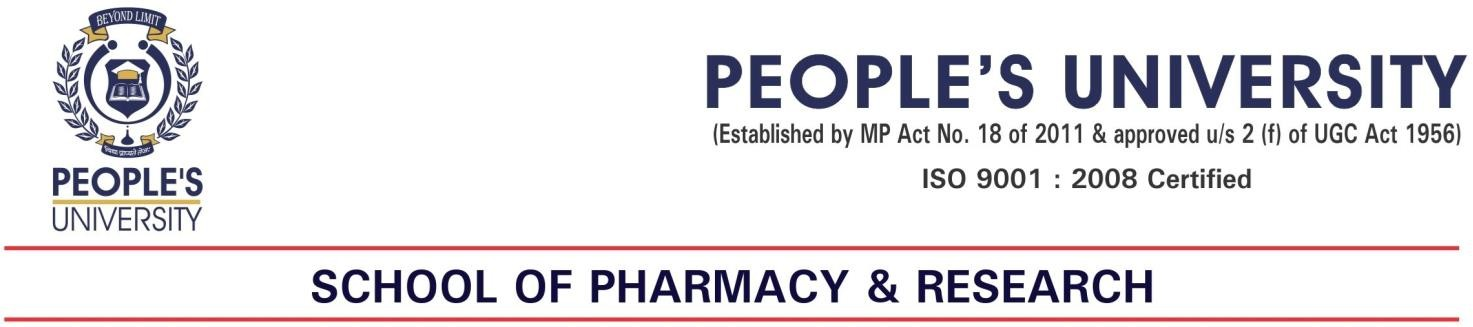 BEYOND LIMIT
PEOPLE'S
UNIVERSITY
PEOPLE'S UNIVERSITY
(Established by MP Act No. 18 of 2011 & approved u/s 2 (f) of UGC Act 1956)
ISO 9001 : 2008 Certified
SCHOOL OF PHARMACY & RESEARCH